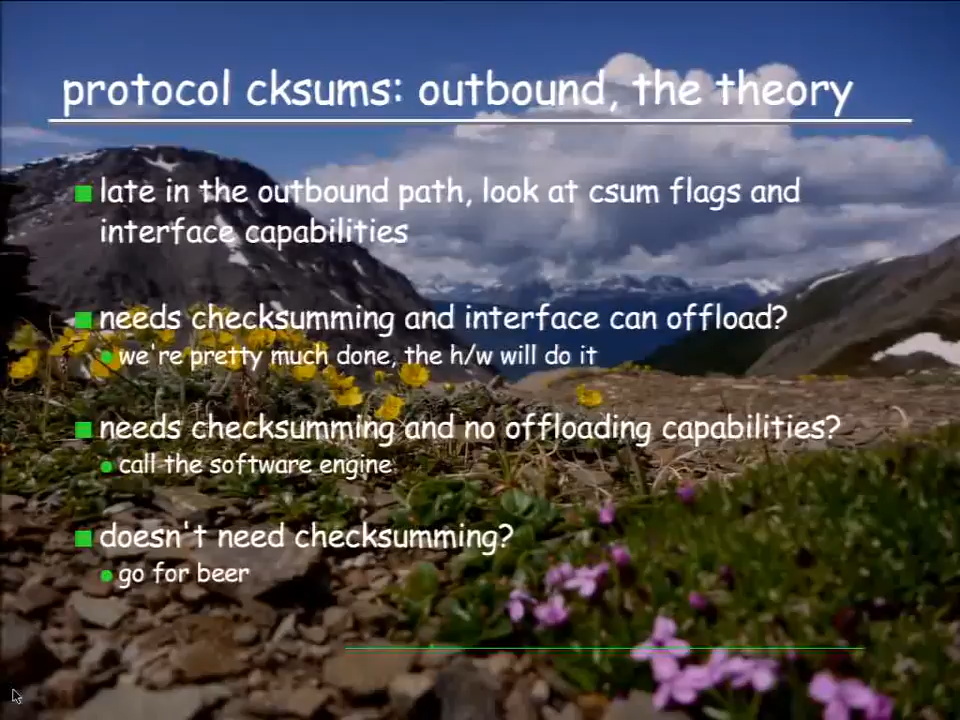 protocol cksums: outbound, the theory
late in the outbound path, look at csum flags and
interface capabilities
needs checksumming and interface can offload?
we're pretty much done, the h/w will do it
needs checksumming and no offloading capabilities?
call the software engine
doesn't need checksumming?
go for beer